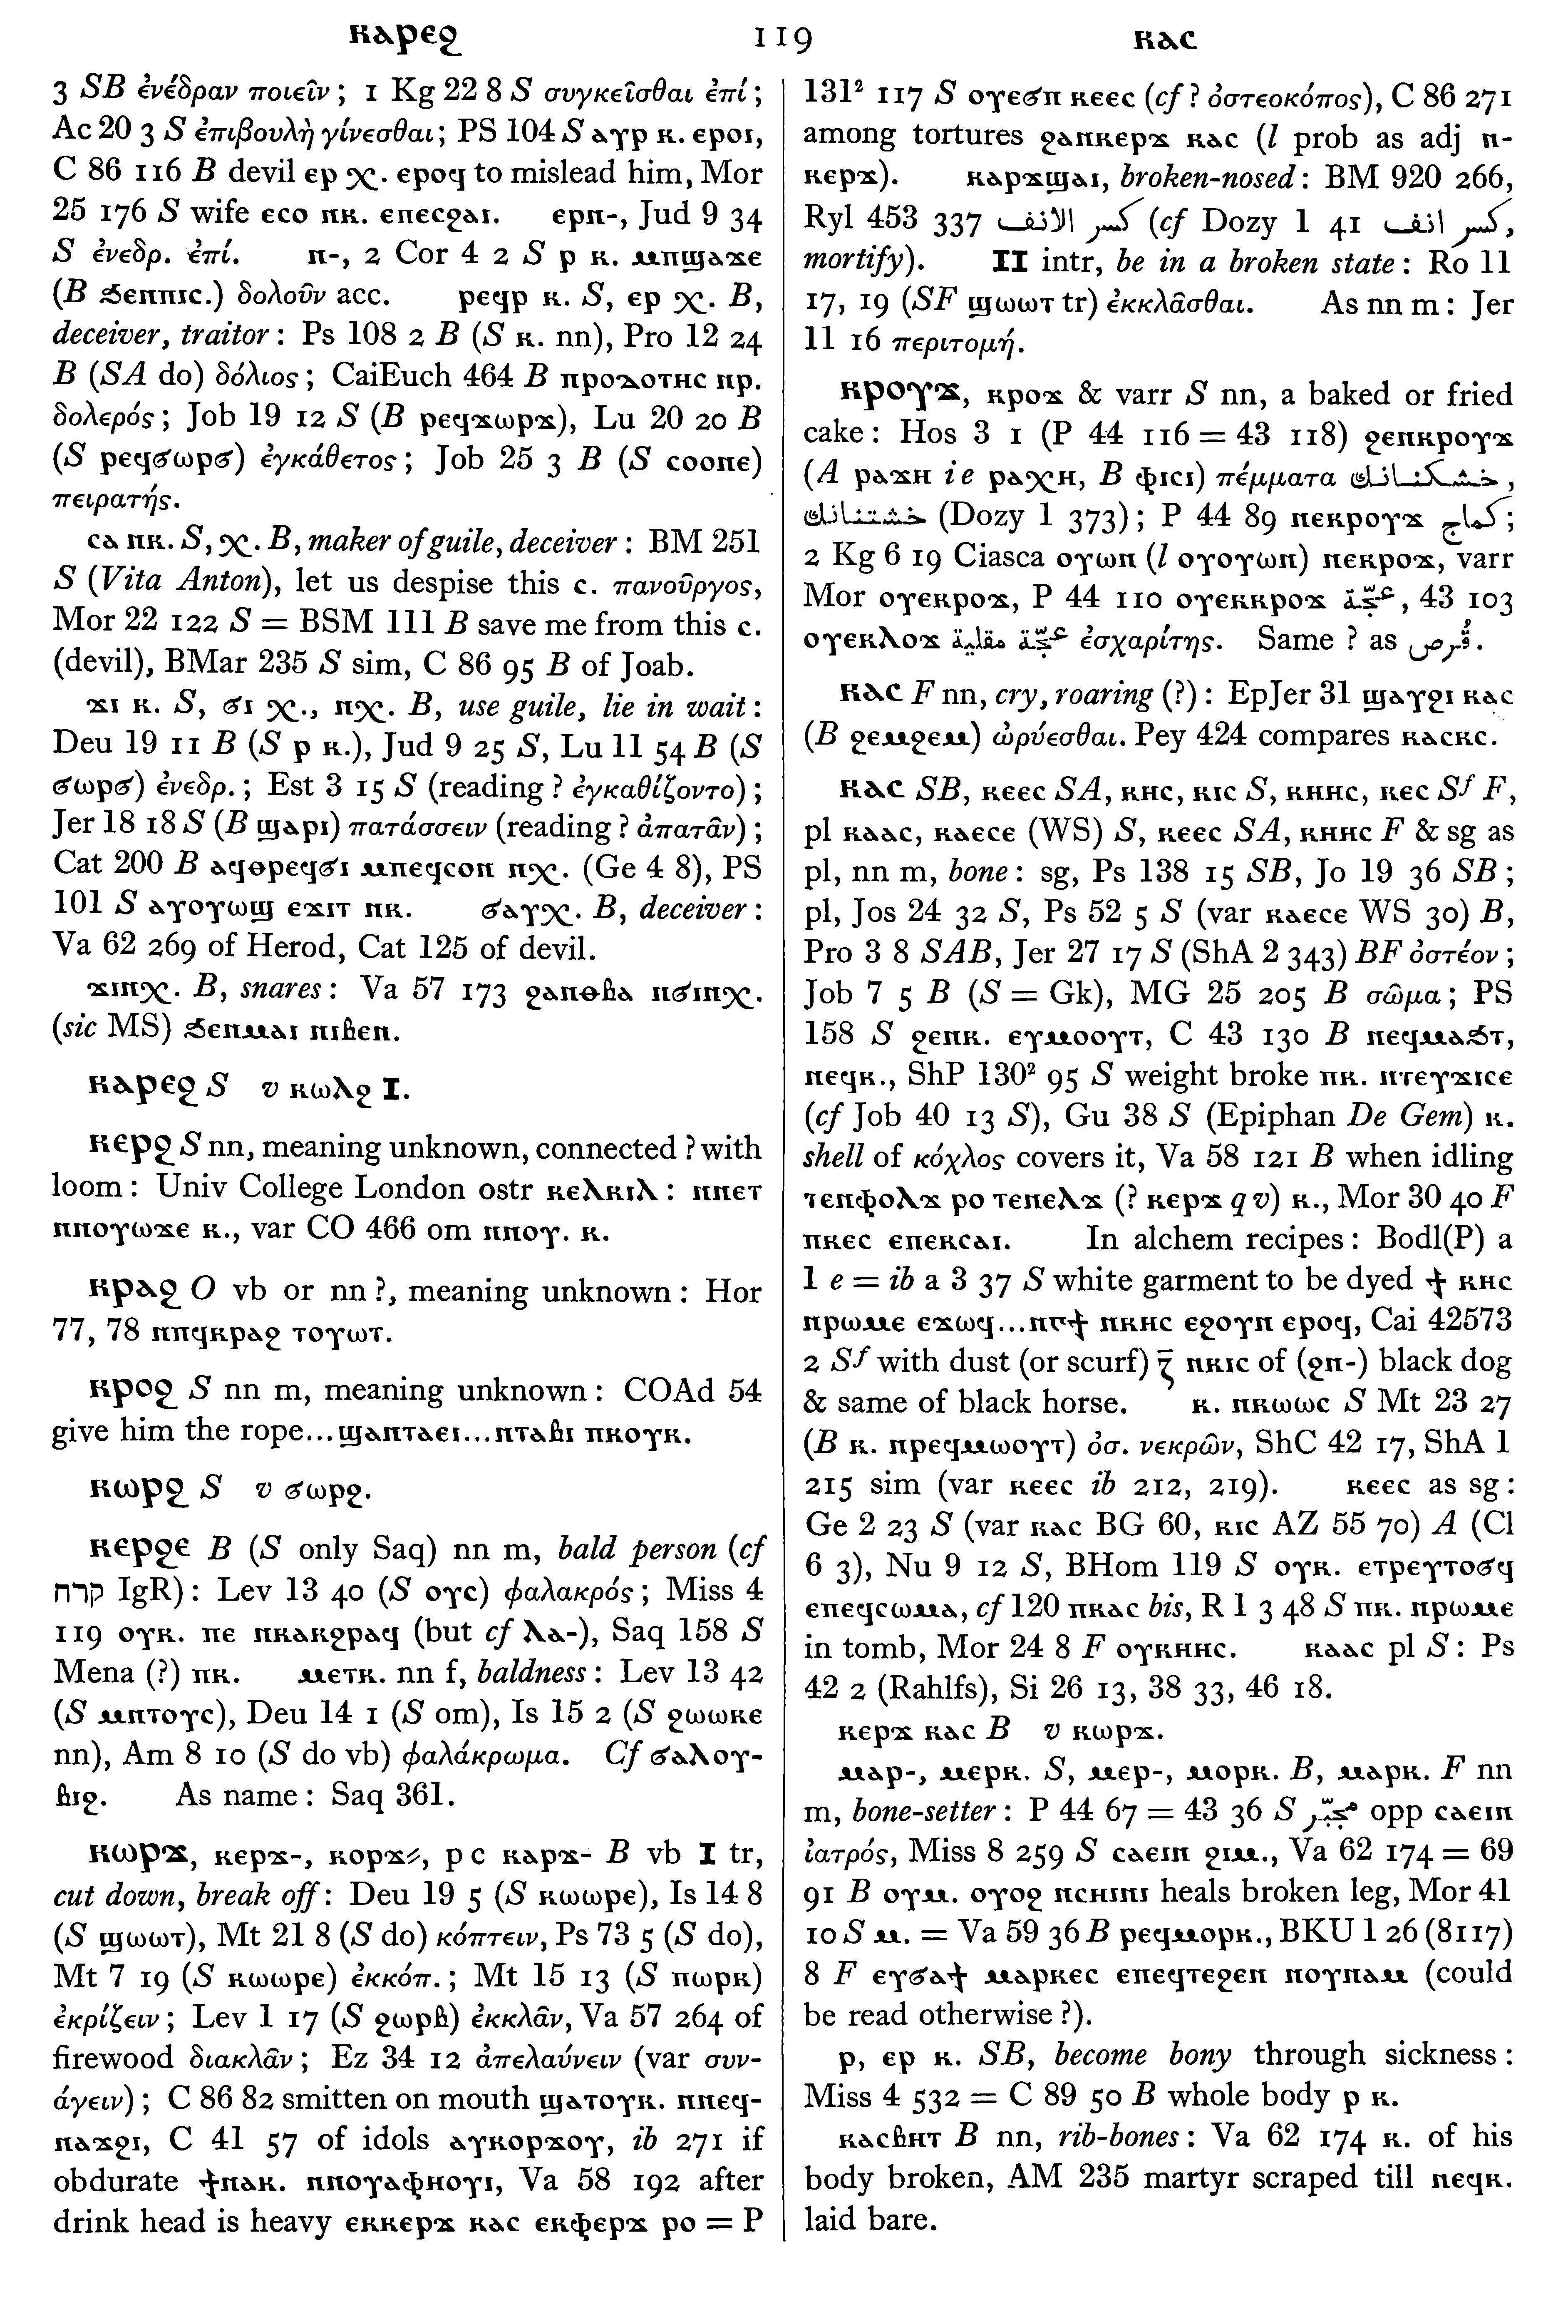 ⲕⲁⲣⲉϩ 119 ⲕⲁⲥ
3 SB ἐνέδραν ποιεῖν; 1 Kg 22 8 S συγκεῖσθαι ἐπί;
Ac 20 3 S ἐπιβουλὴ γίνεσθαι; PS 104 S ⲁⲩⲣ ⲕ. ⲉⲣⲟⲓ,
C 86 116 B devil ⲉⲣ ⲭ. ⲉⲣⲟϥ to mislead him, Mor
25 176 S wife ⲉⲥⲟ ⲛⲕ. ⲉⲡⲉⲥϩⲁⲓ. ⲉⲣⲛ-, Jud 9 34
S ἐνεδρ. ἐπί. ⲛ-, 2 Cor 4 2 S ⲣ ⲕ. ⲙⲡϣⲁϫⲉ
(B ϧⲉⲛⲡⲓⲥ.) δολοῦν acc. ⲣⲉϥⲣ ⲕ. S, ⲉⲣ ⲭ. B,
deceiver, traitor: Ps 108 2 B (S ⲕ. nn), Pro 12 24
B (SA do) δόλιος; CaiEuch 464 B ⲡⲣⲟⲇⲟⲧⲏⲥ ⲛⲣ.
δολερός; Job 19 12 S (B ⲣⲉϥϫⲱⲣϫ), Lu 20 20 B
(S ⲣⲉϥϭⲱⲣϭ) ἐγκάθετος; Job 25 3 B (S ⲥⲟⲟⲛⲉ)
πειρατής.
ⲥⲁ ⲛⲕ. S, ⲭ. B, maker of guile, deceiver: BM 251
S (Vita Anton), let us despise this c. πανοῦργος,
Mor 22 122 S = BSM 111 B save me from this c.
(devil), BMar 235 S sim, C 86 95 B of Joab.
ϫⲓ ⲕ. S, ϭⲓ ⲭ., ⲛⲭ. B, use guile, lie in wait:
Deu 19 11 B (S ⲣ ⲕ.), Jud 9 25 S, Lu 11 54 B (S
ϭⲱⲣϭ) ἐνεδρ.; Est 3 15 S (reading ? ἐγκαθίζοντο);
Jer 18 18 S (B ϣⲁⲣⲓ) πατάσσειν (reading ? ἀπατᾶν);
Cat 200 B ⲁϥⲑⲣⲉϥϭⲓ ⲙⲡⲉϥⲥⲟⲛ ⲛⲭ. (Ge 4 8), PS
101 S ⲁⲩⲟⲩⲱϣ ⲉϫⲓⲧ ⲛⲕ. ϭⲁⲩⲭ. B, deceiver:
Va 62 269 of Herod, Cat 125 of devil.
ϫⲓⲛⲭ. B, snares: Va 57 173 ϩⲁⲛⲑⲃⲁ ⲛϭⲓⲛⲭ.
(sic MS) ϧⲉⲛⲙⲁⲓ ⲛⲓⲃⲉⲛ.
ⲕⲁⲣⲉϩ S v ⲕⲱⲗϩ I.
ⲕⲉⲣϩ S nn, meaning unknown, connected ? with
loom: Univ College London ostr ⲕⲉⲗⲕⲓⲗ: ⲛⲡⲉⲧ
ⲛⲛⲟⲩⲱϫⲉ ⲕ., var CO 466 om ⲛⲛⲟⲩ. ⲕ.
ⲕⲣⲁϩ O vb or nn ?, meaning unknown: Hor
77, 78 ⲛⲡϥⲕⲣⲁϩ ⲧⲟⲩⲱⲧ.
ⲕⲣⲟϩ S nn m, meaning unknown: COAd 54
give him the rope...ϣⲁⲛⲧⲁⲉⲓ...ⲛⲧⲁϥⲓ ⲡⲕⲟⲩⲕ.
ⲕⲱⲣϩ S v ϭⲱⲣϩ.
ⲕⲉⲣϩⲉ B (S only Saq) nn m, bald person (cf
קרח IgR): Lev 13 40 (S ⲟⲩⲥ) φαλακρός; Miss 4
119 ⲟⲩⲕ. ⲡⲉ ⲛⲕⲁⲕϩⲣⲁϥ (but cf ⲗⲁ-), Saq 158 S
Mena (?) ⲡⲕ. ⲙⲉⲧⲕ. nn f, baldness: Lev 13 42
(S ⲙⲛⲧⲟⲩⲥ), Deu 14 1 (S om), Is 15 2 (S ϩⲱⲱⲕⲉ
nn), Am 8 10 (S do vb) φαλάκρωμα. Cf ϭⲁⲗⲟⲩ-
ⲃⲓϩ. As name: Saq 361.
ⲕⲱⲣϫ, ⲕⲉⲣϫ-, ⲕⲟⲣϫ⸗, p c ⲕⲁⲣϫ- B vb I tr,
cut down, break off: Deu 19 5 (S ⲕⲱⲱⲣⲉ), Is 14 8
(S ϣⲱⲱⲧ), Mt 21 8 (S do) κόπτειν, Ps 73 5 (S do),
Mt 7 19 (S ⲕⲱⲱⲣⲉ) ἐκκόπ.; Mt 15 13 (S ⲡⲱⲣⲕ)
ἐκρίζειν; Lev 1 17 (S ϩⲱⲣⲃ) ἐκκλᾶν, Va 57 264 of
firewood διακλᾶν; Ez 34 12 ἀπελαύνειν (var συν-
άγειν); C 86 82 smitten on mouth ϣⲁⲧⲟⲩⲕ. ⲛⲛⲉϥ-
ⲛⲁϫϩⲓ, C 41 57 of idols ⲁⲩⲕⲟⲣϫⲟⲩ, ib 271 if
obdurate ϯⲛⲁⲕ. ⲛⲛⲟⲩⲁⲫⲏⲟⲩⲓ, Va 58 192 after
drink head is heavy ⲉⲕⲕⲉⲣϫ ⲕⲁⲥ ⲉⲕⲫⲉⲣϫ ⲣⲟ = P
131² 117 S ⲟⲩⲉϭⲡ ⲕⲉⲉⲥ (cf ? ὀστεοκόπος), C 86 271
among tortures ϩⲁⲛⲕⲉⲣϫ ⲕⲁⲥ (l prob as adj ⲛ-
ⲕⲉⲣϫ). ⲕⲁⲣϫϣⲁⲓ, broken-nosed: BM 920 266,
Ryl 453 337 كسر الانف (cf Dozy 1 41 كسر انف,
mortify). II intr, be in a broken state: Ro 11
17, 19 (SF ϣⲱⲱⲧ tr) ἐκκλᾶσθαι. As nn m: Jer
11 16 περιτομή.
ⲕⲣⲟⲩϫ, ⲕⲣⲟϫ & varr S nn, a baked or fried
cake: Hos 3 1 (P 44 116 = 43 118) ϩⲉⲛⲕⲣⲟⲩϫ
(A ⲣⲁϫⲏ ie ⲣⲁⲭⲏ, B ⲫⲓⲥⲓ) πέμματα خشكنانك,
خشتنانك (Dozy 1 373); P 44 89 ⲡⲉⲕⲣⲟⲩϫ كماج;
2 Kg 6 19 Ciasca ⲟⲩⲱⲛ (l ⲟⲩⲟⲩⲱⲛ) ⲛⲉⲕⲣⲟϫ, varr
Mor ⲟⲩⲉⲕⲣⲟϫ, P 44 110 ⲟⲩⲉⲕⲕⲣⲟϫ عجّة, 43 103
ⲟⲩⲉⲕⲗⲟϫ عجّة مقلية ἐσχαρίτης. Same ? as قُرص.
ⲕⲁⲥ F nn, cry, roaring (?): EpJer 31 ϣⲁⲩϩⲓ ⲕⲁⲥ
(B ϩⲉⲙϩⲉⲙ) ὠρύεσθαι. Pey 424 compares ⲕⲁⲥⲕⲥ.
ⲕⲁⲥ SB, ⲕⲉⲉⲥ SA, ⲕⲏⲥ, ⲕⲓⲥ S, ⲕⲏⲏⲥ, ⲕⲉⲥ Sf F,
pl ⲕⲁⲁⲥ, ⲕⲁⲉⲥⲉ (WS) S, ⲕⲉⲉⲥ SA, ⲕⲏⲏⲥ F & sg as
pl, nn m, bone: sg, Ps 138 15 SB, Jo 19 36 SB;
pl, Jos 24 32 S, Ps 52 5 S (var ⲕⲁⲉⲥⲉ WS 30) B,
Pro 3 8 SAB, Jer 27 17 S (ShA 2 343) BF ὀστέον;
Job 7 5 B (S = Gk), MG 25 205 B σῶμα; PS
158 S ϩⲉⲛⲕ. ⲉⲩⲙⲟⲟⲩⲧ, C 43 130 B ⲛⲉϥⲙⲁϧⲧ,
ⲛⲉϥⲕ., ShP 130² 95 S weight broke ⲛⲕ. ⲛⲧⲉⲩϫⲓⲥⲉ
(cf Job 40 13 S), Gu 38 S (Epiphan De Gem) ⲕ.
shell of κόχλος covers it, Va 58 121 B when idling
ⲧⲉⲛⲫⲟⲗϫ ⲣⲟ ⲧⲉⲛⲉⲗϫ (? ⲕⲉⲣϫ q v) ⲕ., Mor 30 40 F
ⲡⲕⲉⲥ ⲉⲡⲉⲕⲥⲁⲓ. In alchem recipes: Bodl(P) a
1 e = ib a 3 37 S white garment to be dyed ϯ ⲕⲏⲥ
ⲛⲣⲱⲙⲉ ⲉϫⲱϥ...ⲛⲅϯ ⲡⲕⲏⲥ ⲉϩⲟⲩⲛ ⲉⲣⲟϥ, Cai 42573
2 Sf with dust (or scurf) ⲍ̄ ⲛⲕⲓⲥ of (ϩⲛ-) black dog
& same of black horse. ⲕ. ⲛⲕⲱⲱⲥ S Mt 23 27
(B ⲕ. ⲛⲣⲉϥⲙⲱⲟⲩⲧ) ὀσ. νεκρῶν, ShC 42 17, ShA 1
215 sim (var ⲕⲉⲉⲥ ib 212, 219). ⲕⲉⲉⲥ as sg:
Ge 2 23 S (var ⲕⲁⲥ BG 60, ⲕⲓⲥ AZ 55 70) A (Cl
6 3), Nu 9 12 S, BHom 119 S ⲟⲩⲕ. ⲉⲧⲣⲉⲩⲧⲟϭϥ
ⲉⲡⲉϥⲥⲱⲙⲁ, cf 120 ⲡⲕⲁⲥ bis, R 1 3 48 S ⲡⲕ. ⲛⲣⲱⲙⲉ
in tomb, Mor 24 8 F ⲟⲩⲕⲏⲏⲥ. ⲕⲁⲁⲥ pl S: Ps
42 2 (Rahlfs), Si 26 13, 38 33, 46 18.
ⲕⲉⲣϫ ⲕⲁⲥ B v ⲕⲱⲣϫ.
ⲙⲁⲣ-, ⲙⲉⲣⲕ. S, ⲙⲉⲣ-, ⲙⲟⲣⲕ. B, ⲙⲁⲣⲕ. F nn
m, bone-setter: P 44 67 = 43 36 S مجبّر opp ⲥⲁⲉⲓⲛ
ἰατρός, Miss 8 259 S ⲥⲁⲉⲓⲛ ϩⲓⲙ., Va 62 174 = 69
91 B ⲟⲩⲙ. ⲟⲩⲟϩ ⲛⲥⲏⲓⲛⲓ heals broken leg, Mor 41
10 S ⲙ. = Va 59 36 B ⲣⲉϥⲙⲟⲣⲕ., BKU 1 26 (8117)
8 F ⲉⲩϭⲁϯ ⲙⲁⲣⲕⲉⲥ ⲉⲡⲉϥⲧⲉϩⲉⲛ ⲛⲟⲩⲛⲁⲙ (could
be read otherwise ?).
ⲣ, ⲉⲣ ⲕ. SB, become bony through sickness:
Miss 4 532 = C 89 50 B whole body ⲣ ⲕ.
ⲕⲁⲥⲃⲏⲧ B nn, rib-bones: Va 62 174 ⲕ. of his
body broken, AM 235 martyr scraped till ⲛⲉϥⲕ.
laid bare.